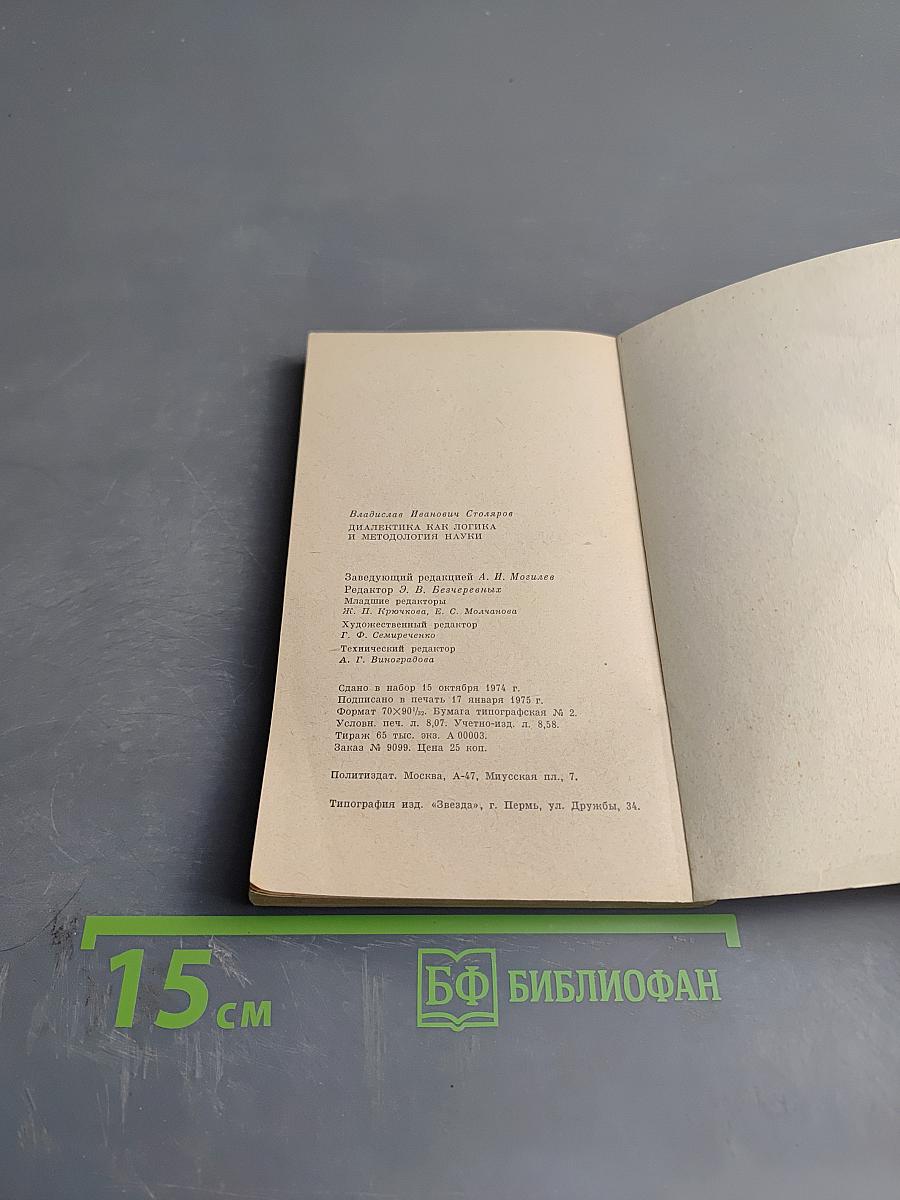 Владислав Иванович Столяров
ДИАЛЕКТИКА КАК ЛОГИКА
И МЕТОДОЛОГИЯ НАУКИ
Заведующий редакцией А. И. Могилев
Редактор Э. В. Безчеревных
Младшие редакторы
Ж. П. Крючкова, Е. С. Молчанова
Художественный редактор
Г. Ф. Семиреченко
Технический редактор
А. Г. Виноградова
Сдано в набор 15 октября 1974 г.
Подписано в печать 17 января 1975 г.
Формат 70×90¹/₃₂. Бумага типографская № 2.
Условн. печ. л. 8,07. Учетно-изд. л. 8,58.
Тираж 65 тыс. экз. А 00003.
Заказ № 9099. Цена 25 коп.
Политиздат. Москва, А-47, Миусская пл., 7.
Типография изд. «Звезда», г. Пермь, ул. Дружбы, 34.
15 см
БФ БИБЛИОФАН